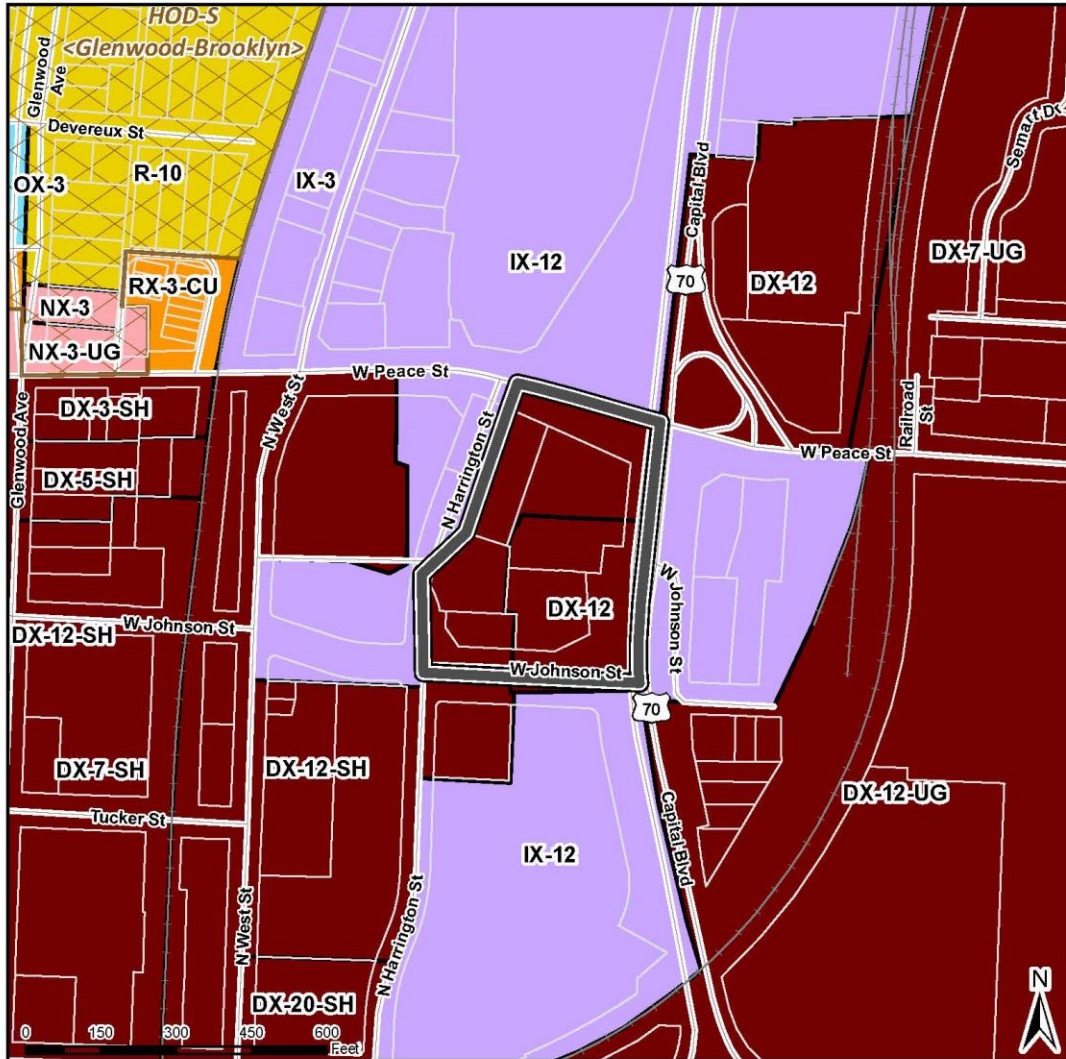 HOD-S
<Glenwood-Brooklyn>
Glenwood
Ave
Devereux St
R-10
OX-3
IX-3
Capital Blvd
Semart Dr
IX-12
70
DX-12
DX-7-UG
RX-3-CU
NX-3
NX-3-UG
W Peace St
N West St
DX-3-SH
Glenwood Ave
DX-5-SH
N Harrington St
Railroad
St
W Peace St
W Johnson St
DX-12-SH
W Johnson St
DX-12
W Johnson St
70
DX-7-SH
DX-12-SH
DX-12-UG
Tucker St
Capital Blvd
IX-12
N West St
N Harrington St
DX-20-SH
N
0 150 300 450 600
Feet